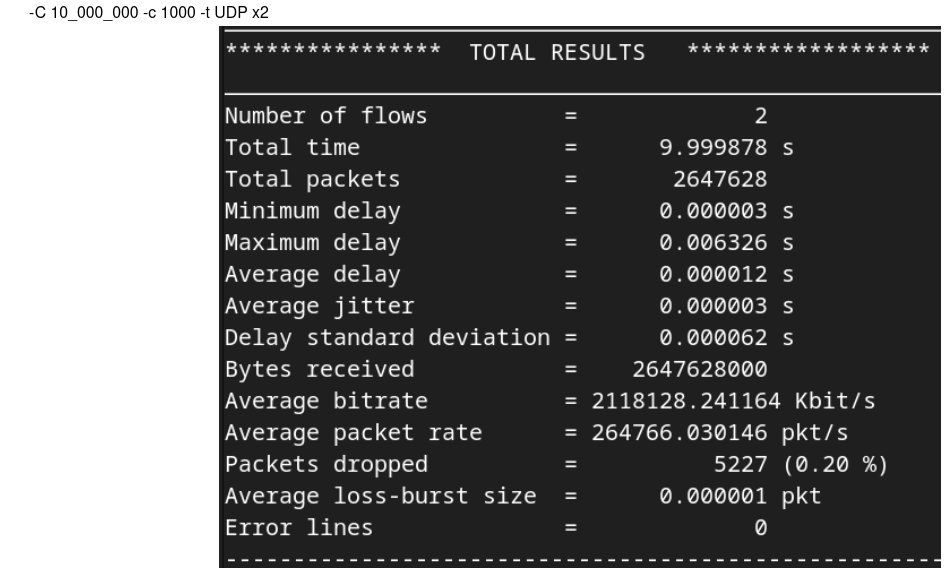 -C 10_000_000 -c 1000 -t UDP x2
**************** TOTAL RESULTS ******************
Number of flows = 2
Total time = 9.999878 s
Total packets = 2647628
Minimum delay = 0.000003 s
Maximum delay = 0.006326 s
Average delay = 0.000012 s
Average jitter = 0.000003 s
Delay standard deviation = 0.000062 s
Bytes received = 2647628000
Average bitrate = 2118128.241164 Kbit/s
Average packet rate = 264766.030146 pkt/s
Packets dropped = 5227 (0.20 %)
Average loss-burst size = 0.000001 pkt
Error lines = 0
-----------------------------------------------------